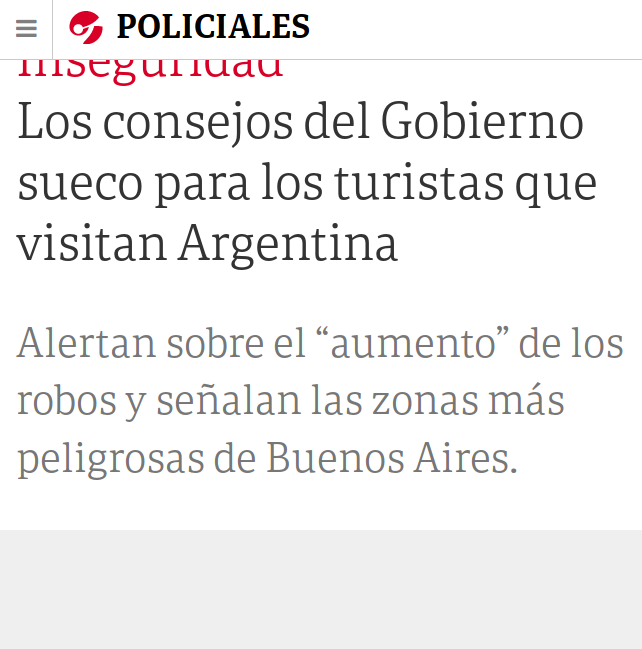 POLICIALES
Inseguridad
Los consejos del Gobierno
sueco para los turistas que
visitan Argentina
Alertan sobre el “aumento” de los
robos y señalan las zonas más
peligrosas de Buenos Aires.